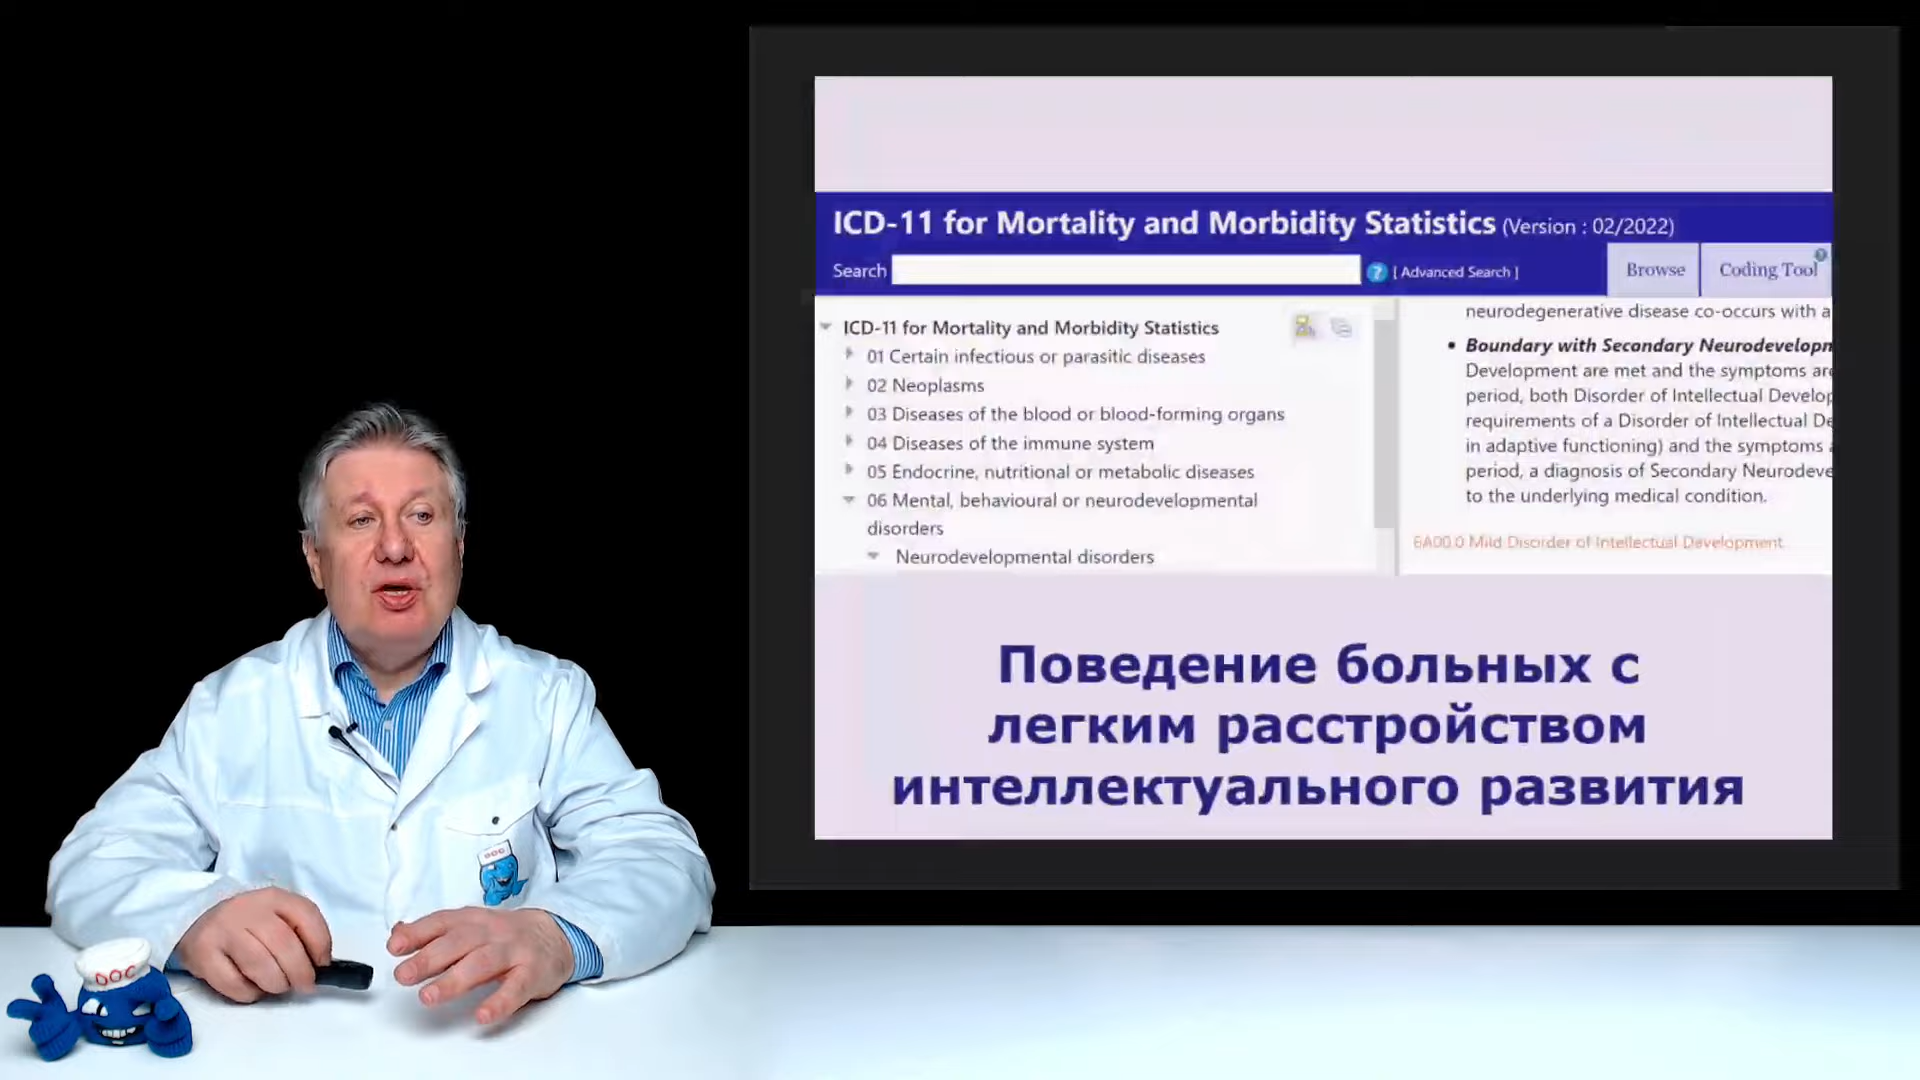 ICD-11 for Mortality and Morbidity Statistics (Version : 02/2022)
Search
? [ Advanced Search ]
Browse
Coding Tool
?
ICD-11 for Mortality and Morbidity Statistics
01 Certain infectious or parasitic diseases
02 Neoplasms
03 Diseases of the blood or blood-forming organs
04 Diseases of the immune system
05 Endocrine, nutritional or metabolic diseases
06 Mental, behavioural or neurodevelopmental
disorders
Neurodevelopmental disorders
neurodegenerative disease co-occurs with a
• Boundary with Secondary Neurodevelopm
Development are met and the symptoms are
period, both Disorder of Intellectual Develop
requirements of a Disorder of Intellectual De
in adaptive functioning) and the symptoms a
period, a diagnosis of Secondary Neurodeve
to the underlying medical condition.
6A00.0 Mild Disorder of Intellectual Development
Поведение больных с
легким расстройством
интеллектуального развития
DOC
DOC